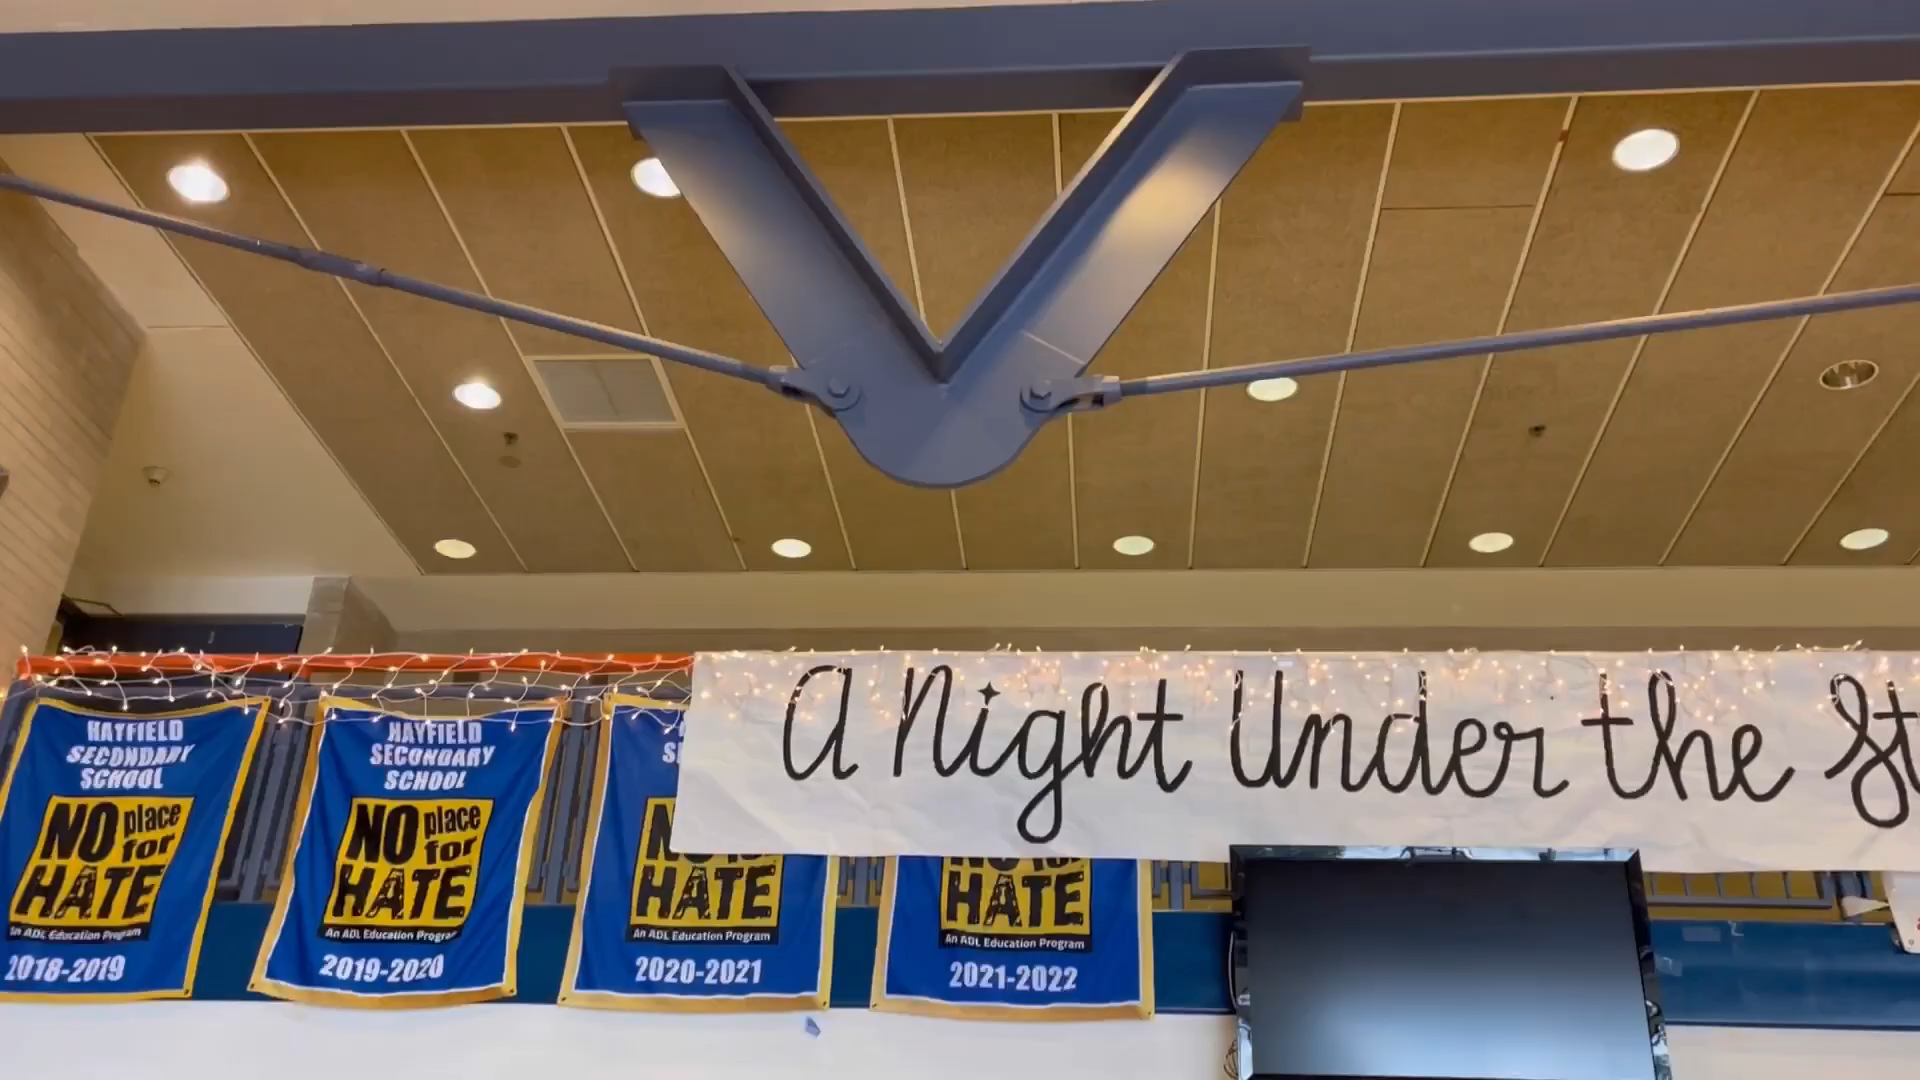 A Night Under the St
HAYFIELD
SECONDARY
SCHOOL
NO place
for
HATE
An ADL Education Program
2018-2019
HAYFIELD
SECONDARY
SCHOOL
NO place
for
HATE
An ADL Education Program
2019-2020
HATE
An ADL Education Program
2020-2021
HATE
An ADL Education Program
2021-2022